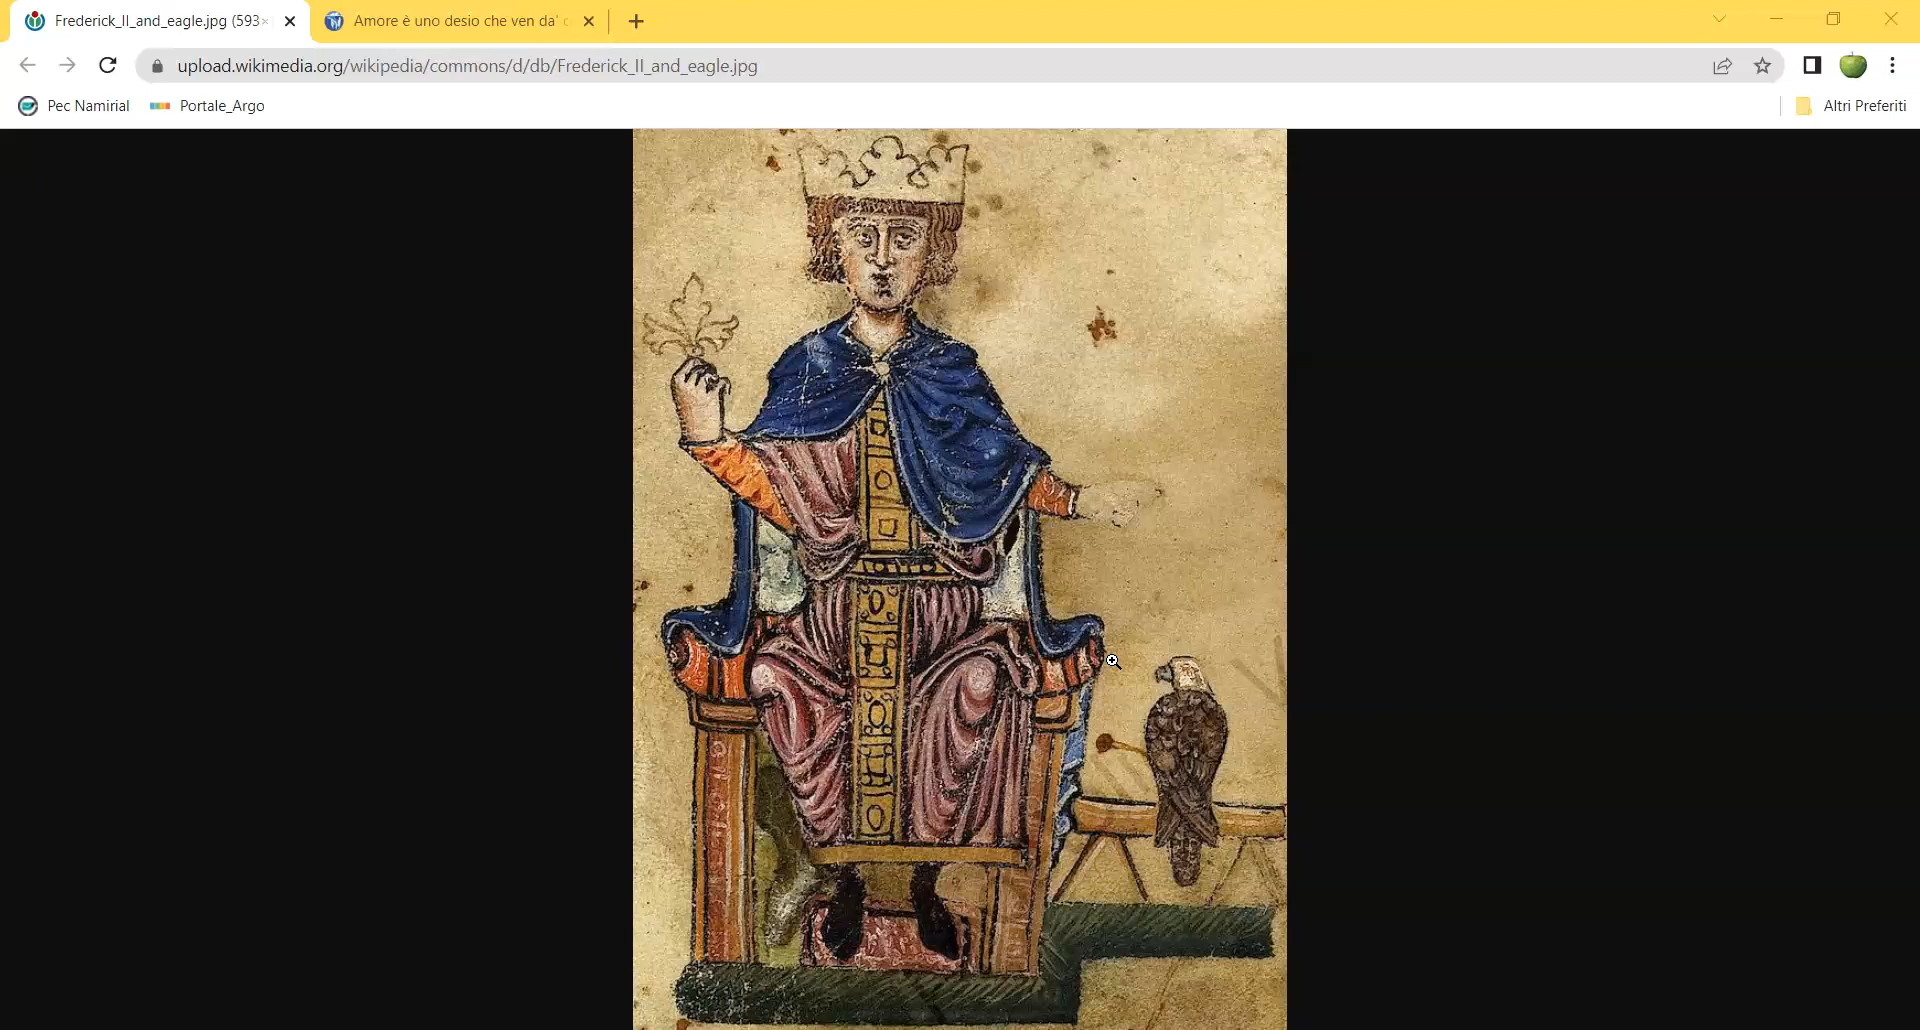 Frederick_II_and_eagle.jpg (593×
Amore è uno desio che ven da'
upload.wikimedia.org/wikipedia/commons/d/db/Frederick_II_and_eagle.jpg
Pec Namirial
Portale_Argo
Altri Preferiti